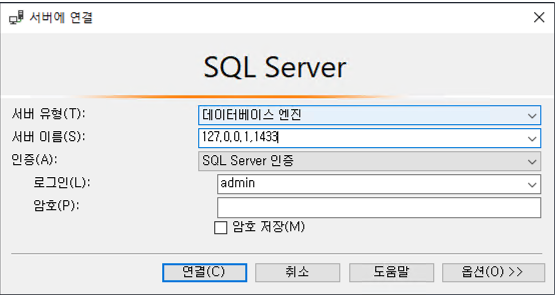 서버에 연결
SQL Server
서버 유형(T): 데이터베이스 엔진
서버 이름(S): 127,0,0,1,1433
인증(A): SQL Server 인증
로그인(L): admin
암호(P):
암호 저장(M)
연결(C) 취소 도움말 옵션(O) >>